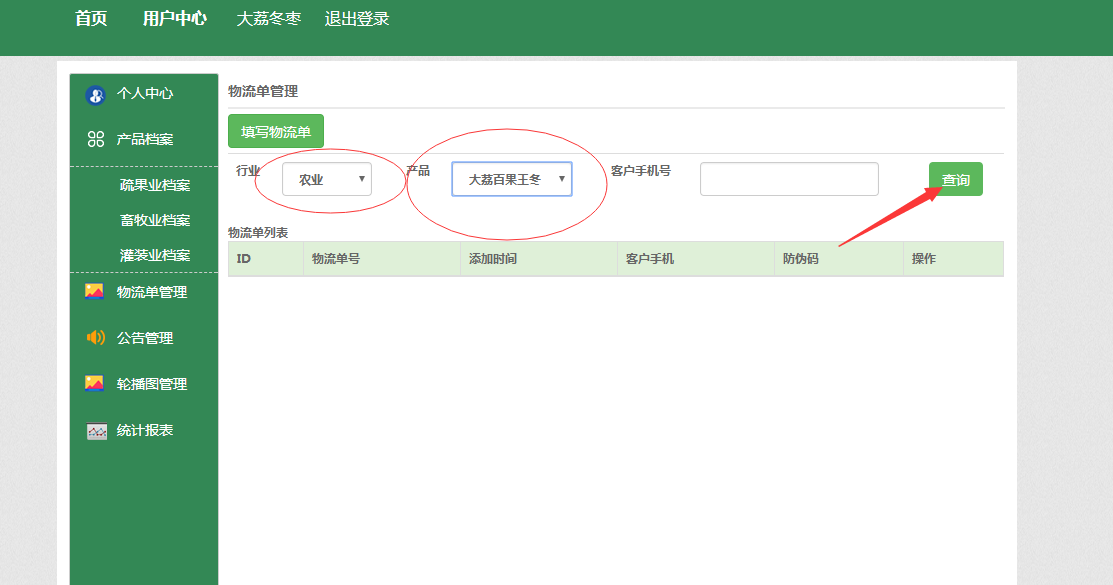 首页 用户中心 大荔冬枣 退出登录
个人中心
产品档案
疏果业档案
畜牧业档案
灌装业档案
物流单管理
公告管理
轮播图管理
统计报表
物流单管理
填写物流单
行业 农业 产品 大荔百果王冬 客户手机号 查询
物流单列表
ID 物流单号 添加时间 客户手机 防伪码 操作